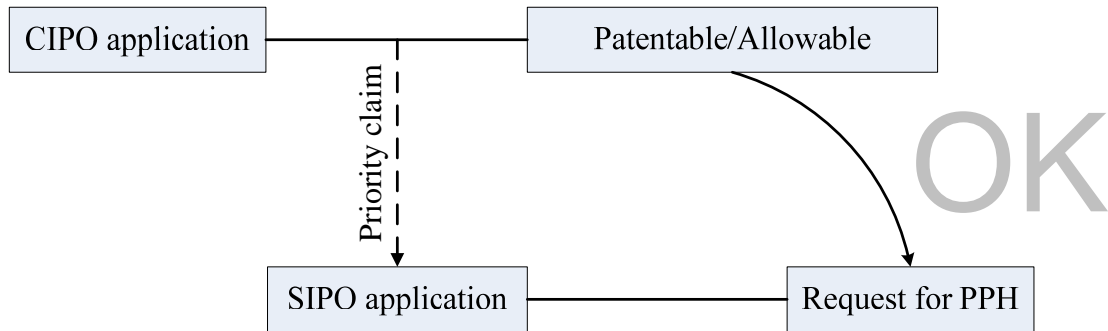 CIPO application
Patentable/Allowable
Priority claim
OK
SIPO application
Request for PPH